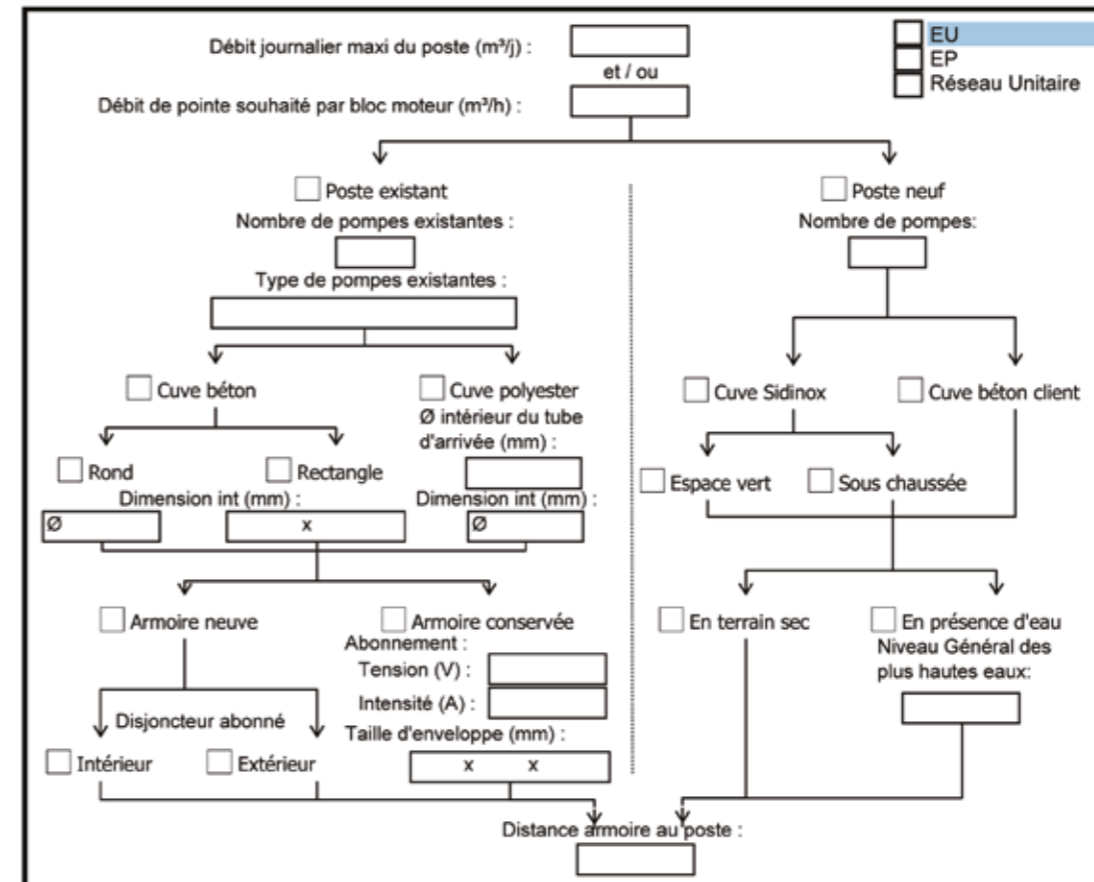 Débit journalier maxi du poste (m³/j) :
EU
EP
et / ou
Réseau Unitaire
Débit de pointe souhaité par bloc moteur (m³/h) :
Poste existant
Poste neuf
Nombre de pompes existantes :
Nombre de pompes:
Type de pompes existantes :
Cuve béton
Cuve polyester
Cuve Sidinox
Cuve béton client
Ø intérieur du tube
d'arrivée (mm) :
Rond
Rectangle
Espace vert
Sous chaussée
Dimension int (mm) :
Dimension int (mm) :
Ø
x
Ø
Armoire neuve
Armoire conservée
En terrain sec
En présence d'eau
Abonnement :
Niveau Général des
plus hautes eaux:
Tension (V) :
Intensité (A) :
Disjoncteur abonné
Taille d'enveloppe (mm) :
Intérieur
Extérieur
x x
Distance armoire au poste :